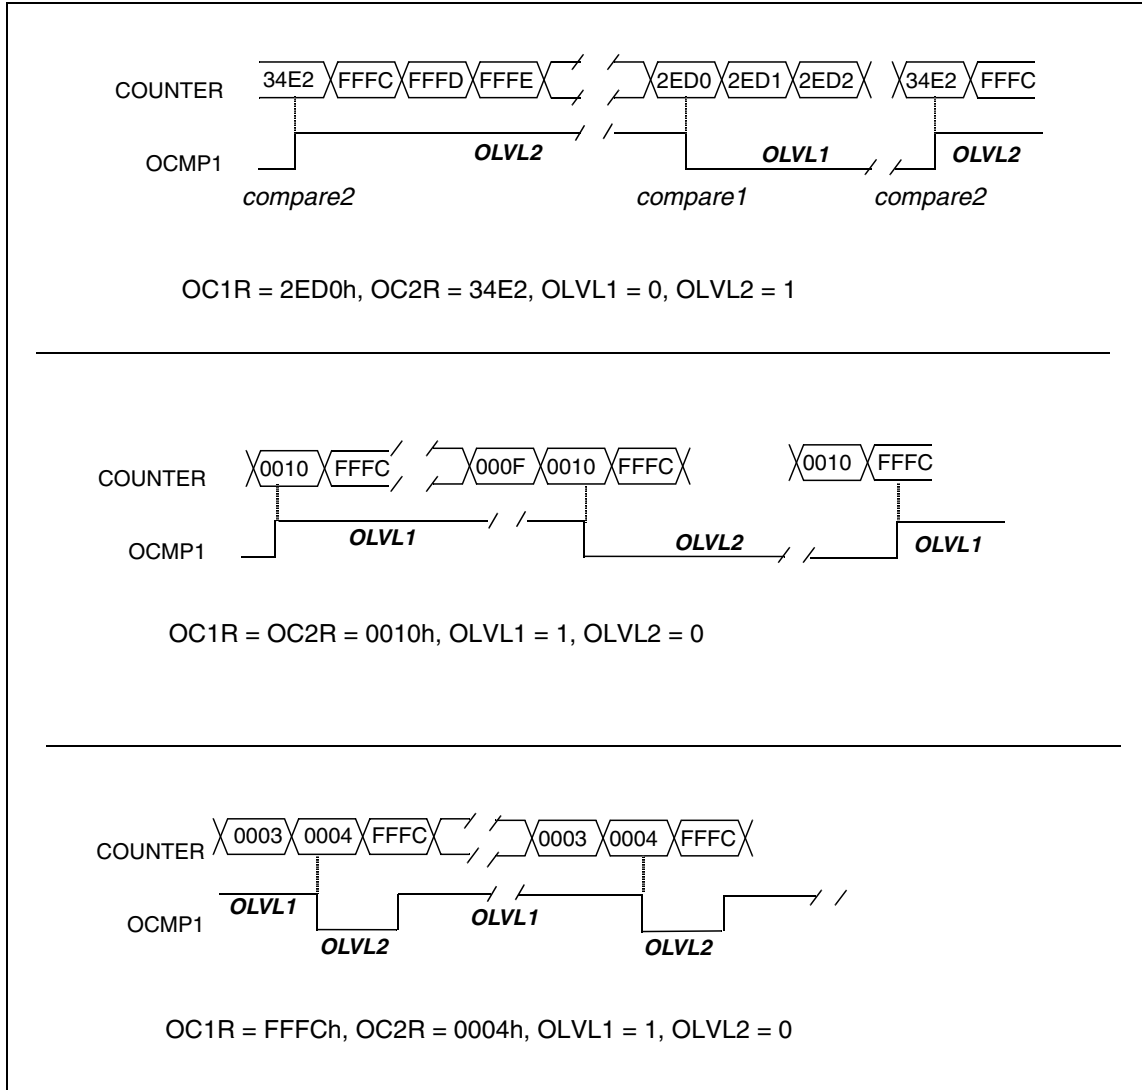 COUNTER 34E2 FFFC FFFD FFFE 2ED0 2ED1 2ED2 34E2 FFFC
OCMP1 OLVL2 OLVL1 OLVL2
compare2 compare1 compare2
OC1R = 2ED0h, OC2R = 34E2, OLVL1 = 0, OLVL2 = 1
COUNTER 0010 FFFC 000F 0010 FFFC 0010 FFFC
OCMP1 OLVL1 OLVL2 OLVL1
OC1R = OC2R = 0010h, OLVL1 = 1, OLVL2 = 0
COUNTER 0003 0004 FFFC 0003 0004 FFFC
OCMP1 OLVL1 OLVL2 OLVL1 OLVL2
OC1R = FFFCh, OC2R = 0004h, OLVL1 = 1, OLVL2 = 0